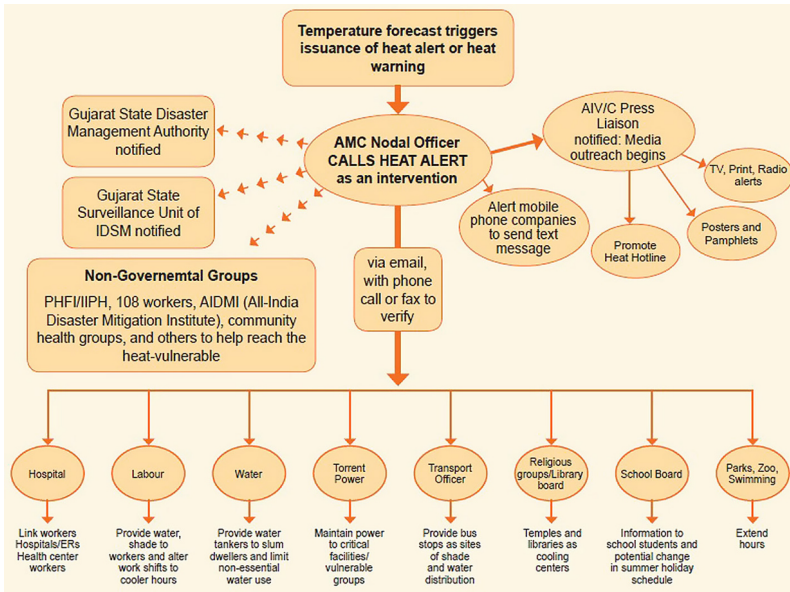 Temperature forecast triggers
issuance of heat alert or heat
warning
Gujarat State Disaster
Management Authority
notified
AMC Nodal Officer
CALLS HEAT ALERT
as an intervention
AIV/C Press
Liaison
notified: Media
outreach begins
TV, Print, Radio
alerts
Gujarat State
Surveillance Unit of
IDSM notified
Alert mobile
phone companies
to send text
message
Posters and
Pamphlets
Promote
Heat Hotline
Non-Governemtal Groups
PHFI/IIPH, 108 workers, AIDMI (All-India
Disaster Mitigation Institute), community
health groups, and others to help reach the
heat-vulnerable
via email,
with phone
call or fax to
verify
Hospital
Labour
Water
Torrent
Power
Transport
Officer
Religious
groups/Library
board
School Board
Parks, Zoo,
Swimming
Link workers
Hospitals/ERs
Health center
workers
Provide water,
shade to
workers and alter
work shifts to
cooler hours
Provide water
tankers to slum
dwellers and limit
non-essential
water use
Maintain power
to critical
facilities/
vulnerable
groups
Provide bus
stops as sites of
shade and water
distribution
Temples and
libraries as
cooling
centers
Information to
school students and
potential change
in summer holiday
schedule
Extend
hours